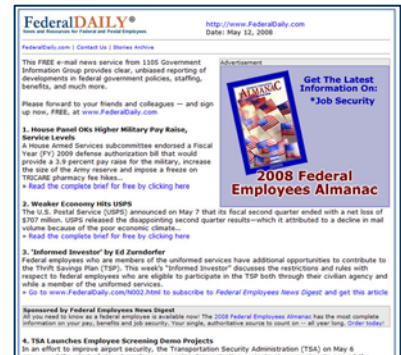 FederalDAILY®
News and Resources for Federal and Postal Employees
http://www.FederalDaily.com
Date: May 12, 2008
FederalDaily.com | Contact Us | Stories Archive
This FREE e-mail news service from 1105 Government
Information Group provides clear, unbiased reporting of
developments in federal government policies, staffing,
benefits, and much more.
Please forward to your friends and colleagues — and sign
up now, FREE, at www.FederalDaily.com
1. House Panel OKs Higher Military Pay Raise,
Service Levels
A House Armed Services subcommittee endorsed a Fiscal
Year (FY) 2009 defense authorization bill that would
provide a 3.9 percent pay raise for the military, increase
the size of the Army reserve and impose a freeze on
TRICARE pharmacy fee hikes...
» Read the complete brief for free by clicking here
Advertisement
ALMANAC
Get The Latest
Information On:
*Job Security
2008 Federal
Employees Almanac
2. Weaker Economy Hits USPS
The U.S. Postal Service (USPS) announced on May 7 that its fiscal second quarter ended with a net loss of
$707 million. USPS released the disappointing second quarter results—which it attributed to a decline in mail
volume because of the poor economic climate...
» Read the complete brief for free by clicking here
3. 'Informed Investor' by Ed Zurndorfer
Federal employees who are members of the uniformed services have additional opportunities to contribute to
the Thrift Savings Plan (TSP). This week's "Informed Investor" discusses the restrictions and rules with
respect to federal employees who are eligible to participate in the TSP both through their civilian agency and
while a member of the uniformed services.
» Go to www.FederalDaily.com/N002.html to subscribe to Federal Employees News Digest and get this article
Sponsored by Federal Employees News Digest
All you need to know as a federal employee is available now! The 2008 Federal Employees Almanac has the most complete
information on your pay, benefits and job security. Your single, authoritative source to count on -- all year long. Order today!
4. TSA Launches Employee Screening Demo Projects
In an effort to improve airport security, the Transportation Security Administration (TSA) on May 6